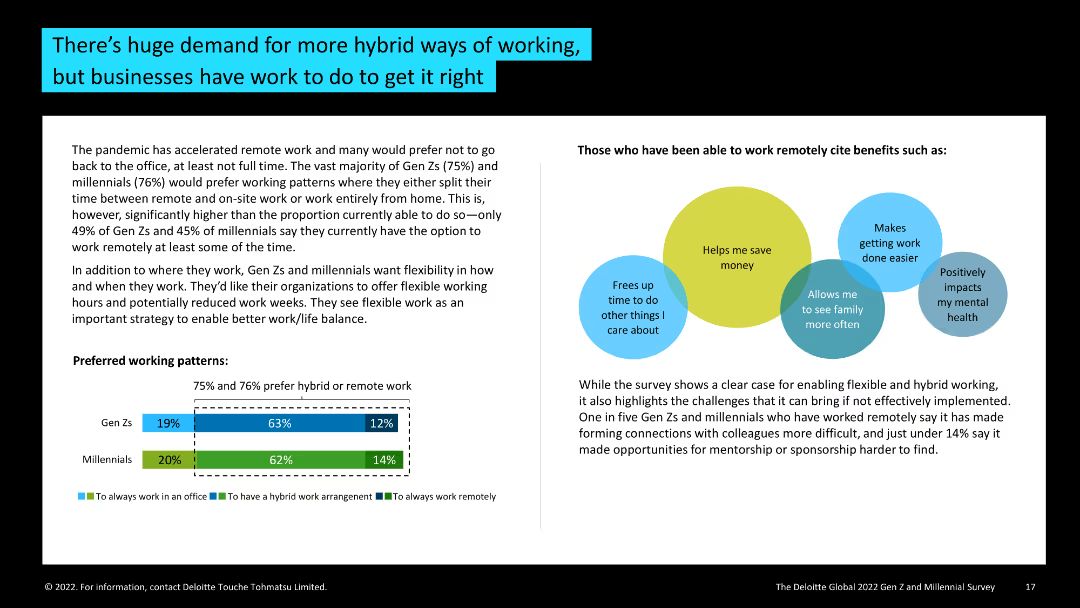 There's huge demand for more hybrid ways of working,
but businesses have work to do to get it right
The pandemic has accelerated remote work and many would prefer not to go
back to the office, at least not full time. The vast majority of Gen Zs (75%) and
millennials (76%) would prefer working patterns where they either split their
time between remote and on-site work or work entirely from home. This is,
however, significantly higher than the proportion currently able to do so—only
49% of Gen Zs and 45% of millennials say they currently have the option to
work remotely at least some of the time.
In addition to where they work, Gen Zs and millennials want flexibility in how
and when they work. They'd like their organizations to offer flexible working
hours and potentially reduced work weeks. They see flexible work as an
important strategy to enable better work/life balance.
Preferred working patterns:
75% and 76% prefer hybrid or remote work
Gen Zs 19% 63% 12%
Millennials 20% 62% 14%
To always work in an office To have a hybrid work arrangenent To always work remotely
Those who have been able to work remotely cite benefits such as:
Frees up
time to do
other things I
care about
Helps me save
money
Allows me
to see family
more often
Makes
getting work
done easier
Positively
impacts
my mental
health
While the survey shows a clear case for enabling flexible and hybrid working,
it also highlights the challenges that it can bring if not effectively implemented.
One in five Gen Zs and millennials who have worked remotely say it has made
forming connections with colleagues more difficult, and just under 14% say it
made opportunities for mentorship or sponsorship harder to find.
© 2022. For information, contact Deloitte Touche Tohmatsu Limited.
The Deloitte Global 2022 Gen Z and Millennial Survey 17